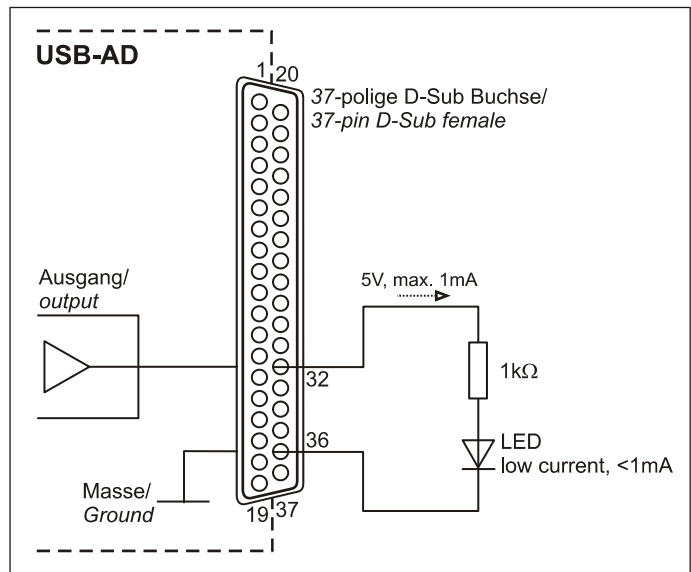 USB-AD
1 20
37-polige D-Sub Buchse/
37-pin D-Sub female
Ausgang/
output
5V, max. 1mA
32
1kΩ
36
LED
low current, <1mA
Masse/
Ground
19 37